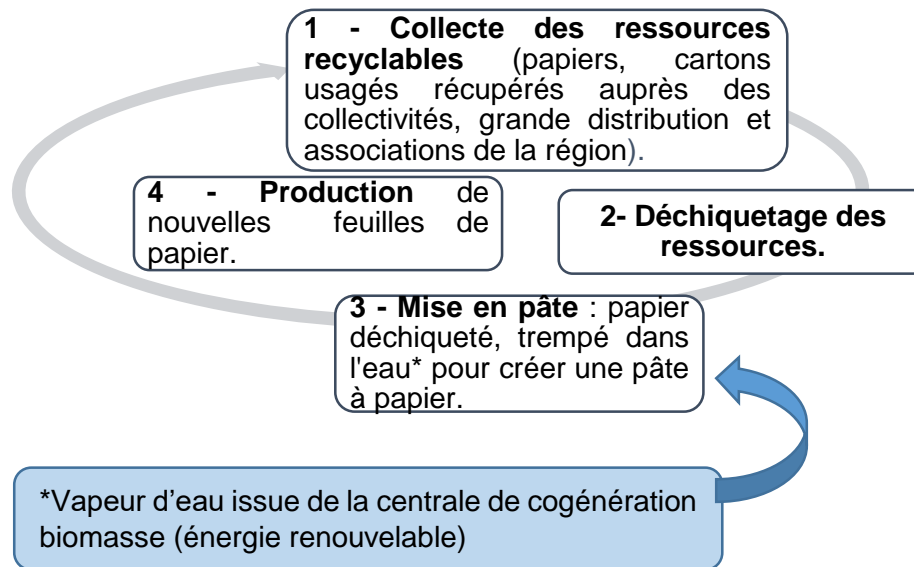 1 - Collecte des ressources
recyclables (papiers, cartons
usagés récupérés auprès des
collectivités, grande distribution et
associations de la région).
4 - Production de
nouvelles feuilles de
papier.
2- Déchiquetage des
ressources.
3 - Mise en pâte : papier
déchiqueté, trempé dans
l'eau* pour créer une pâte
à papier.
*Vapeur d’eau issue de la centrale de cogénération
biomasse (énergie renouvelable)